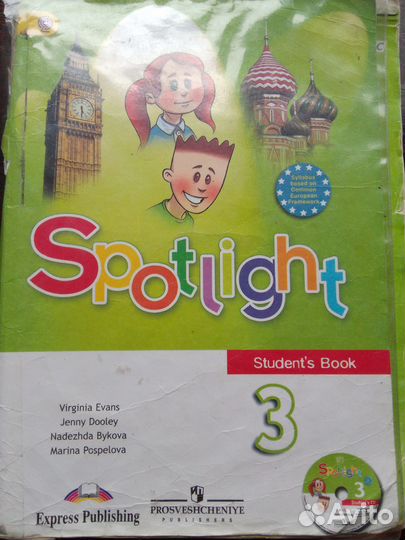 Syllabus
based on
Common
European
Framework
Spotlight
Student's Book
3
Virginia Evans
Jenny Dooley
Nadezhda Bykova
Marina Pospelova
Spotlight
3
Express Publishing
PROSVESHCHENIYE
PUBLISHERS
Avito